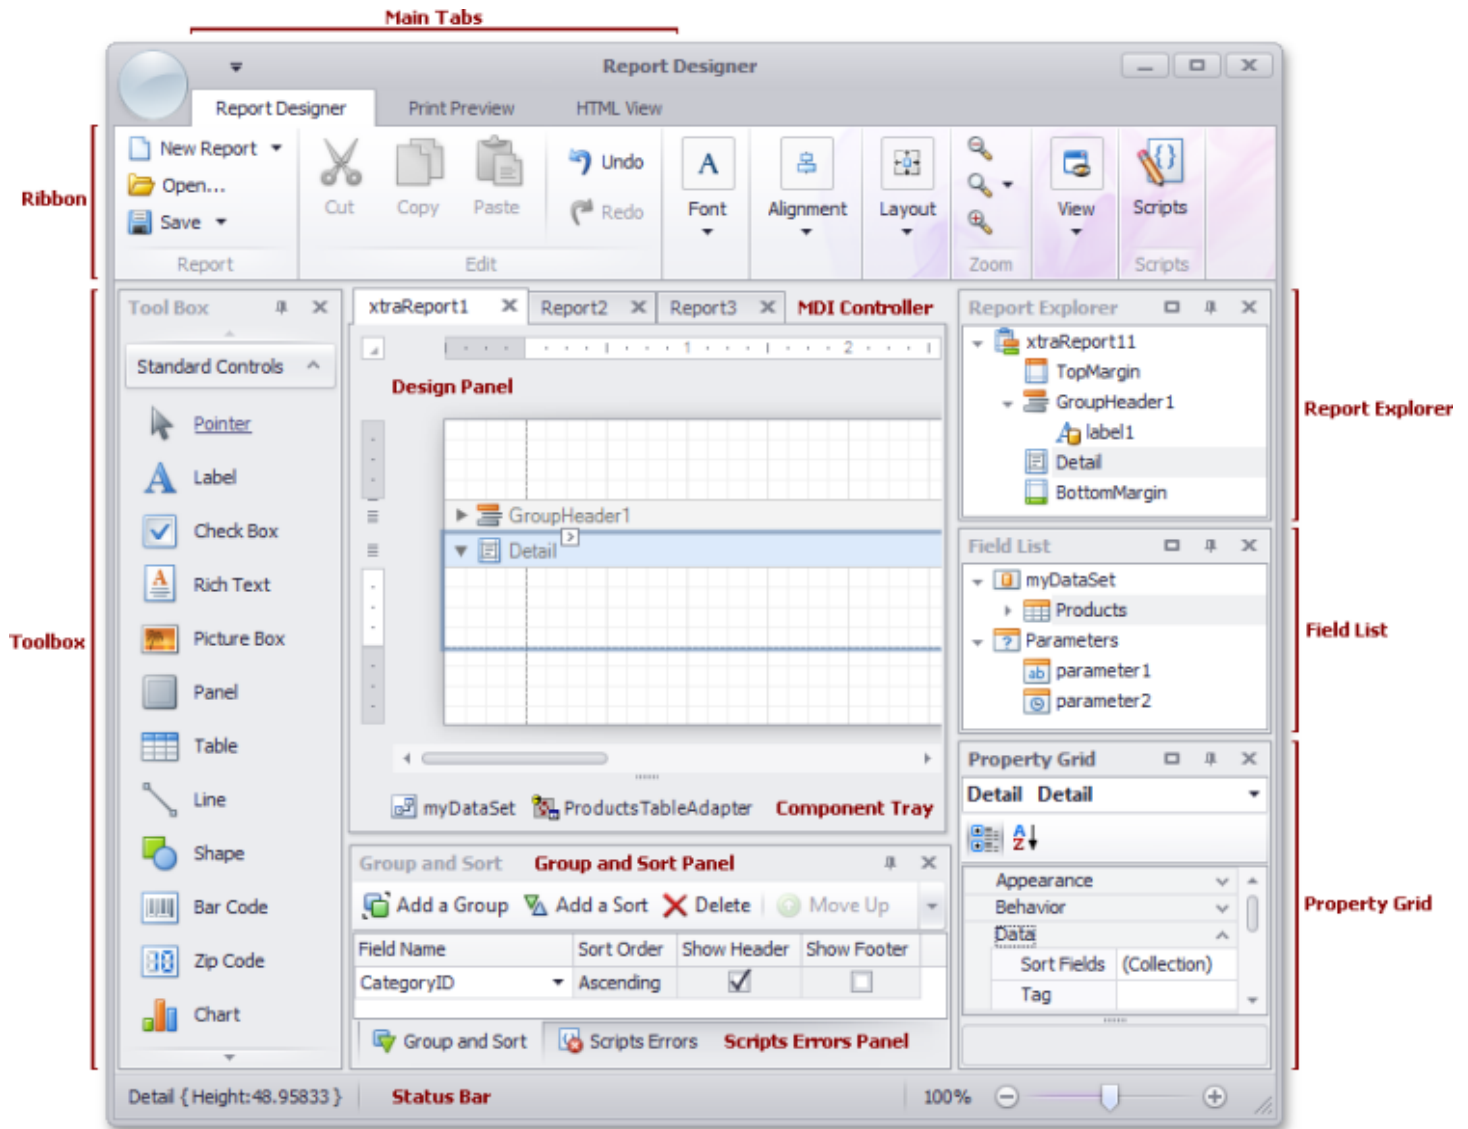 Main Tabs
Report Designer
Report Designer
Print Preview
HTML View
Ribbon
New Report
Open...
Save
Report
Cut
Copy
Paste
Undo
Redo
Edit
Font
Alignment
Layout
Zoom
View
Scripts
Scripts
Toolbox
Tool Box
Standard Controls
Pointer
Label
Check Box
Rich Text
Picture Box
Panel
Table
Line
Shape
Bar Code
Zip Code
Chart
xtraReport1
Report2
Report3
MDI Controller
1
2
Design Panel
GroupHeader1
Detail
myDataSet
ProductsTableAdapter
Component Tray
Group and Sort
Group and Sort Panel
Add a Group
Add a Sort
Delete
Move Up
Field Name
Sort Order
Show Header
Show Footer
CategoryID
Ascending
Group and Sort
Scripts Errors
Scripts Errors Panel
Report Explorer
xtraReport11
TopMargin
GroupHeader1
label1
Detail
BottomMargin
Report Explorer
Field List
myDataSet
Products
Parameters
ab parameter1
parameter2
Field List
Property Grid
Detail Detail
A
Z
Appearance
Behavior
Data
Sort Fields (Collection)
Tag
Property Grid
Detail { Height:48.95833 }
Status Bar
100%